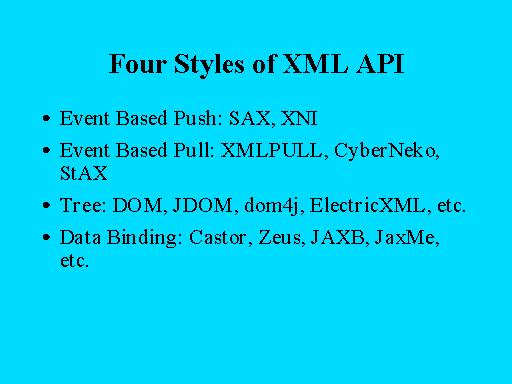 Four Styles of XML API
• Event Based Push: SAX, XNI
• Event Based Pull: XMLPULL, CyberNeko,
StAX
• Tree: DOM, JDOM, dom4j, ElectricXML, etc.
• Data Binding: Castor, Zeus, JAXB, JaxMe,
etc.